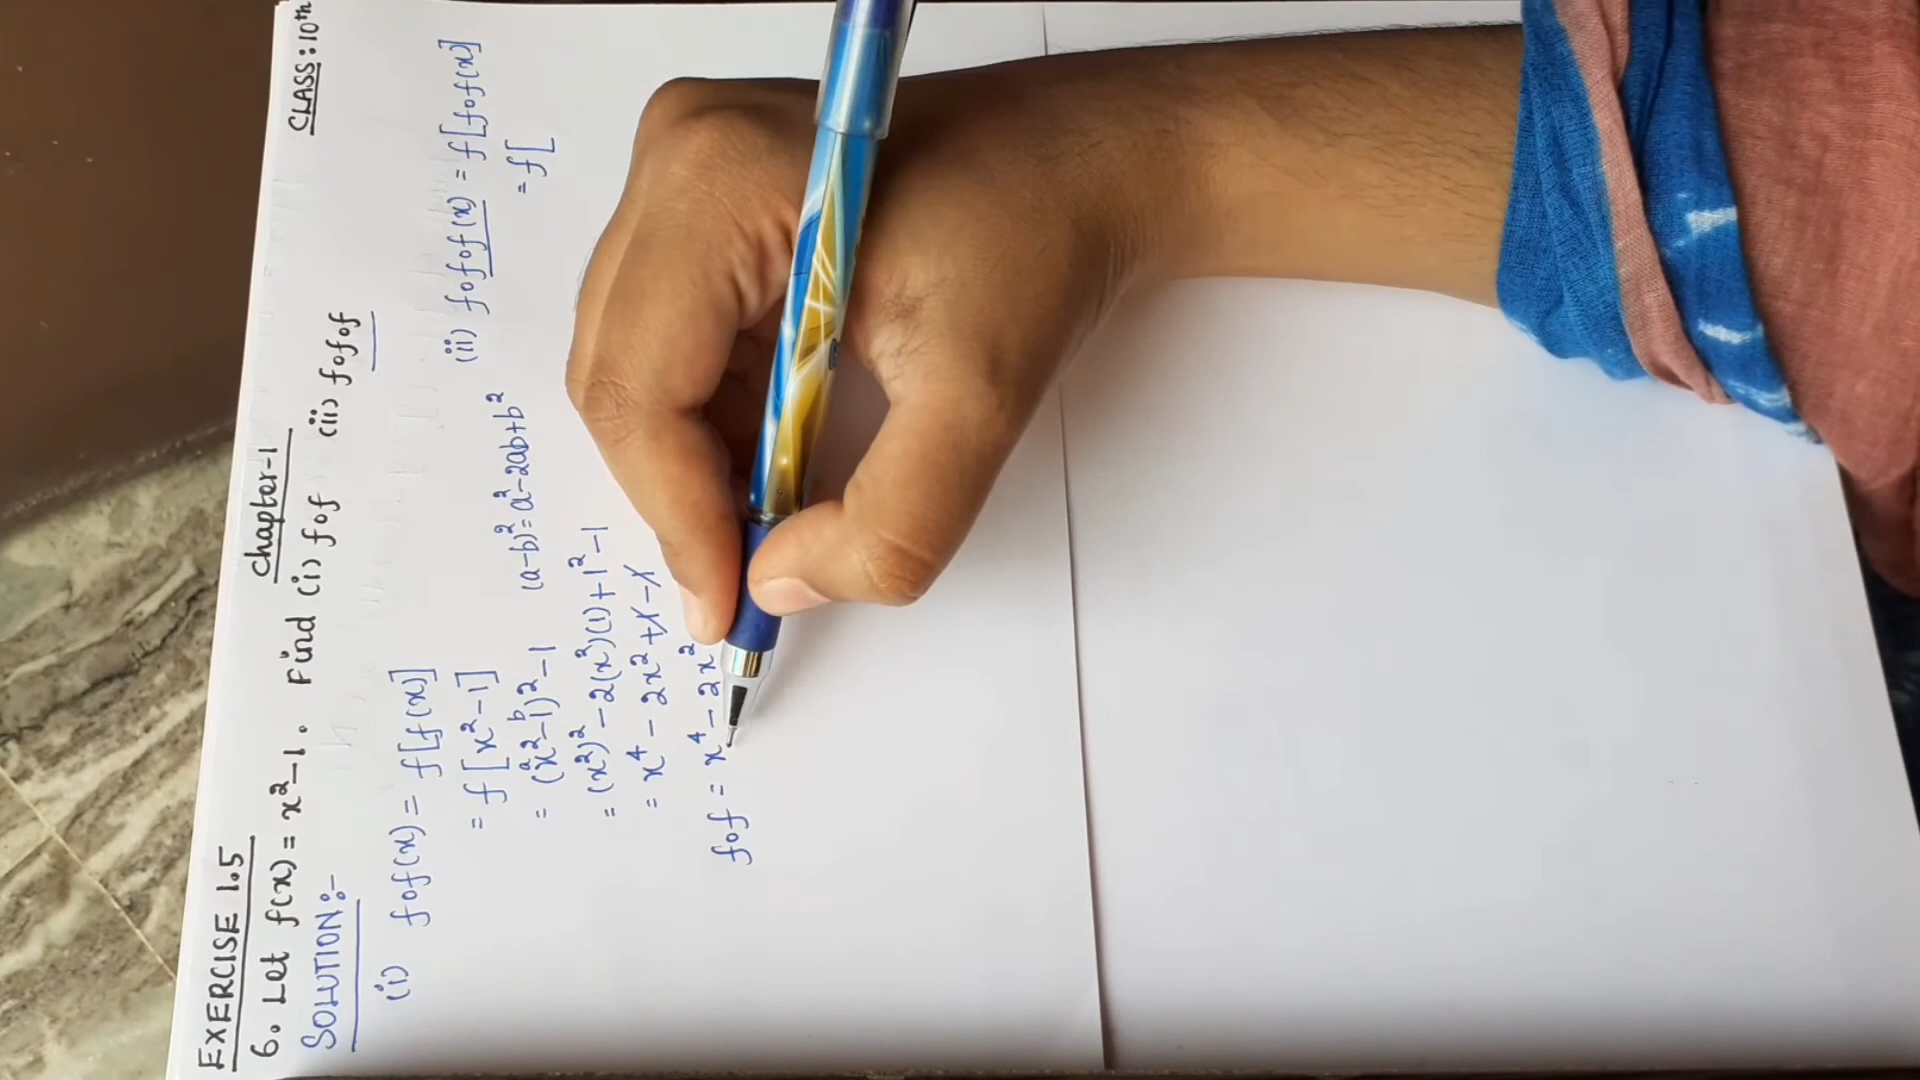 CLASS: 10th
Chapter-1
EXERCISE 1.5
6. Let f(x) = x²-1. Find (i) fof (ii) fofof
SOLUTION:-
(i) fof(x) = f[f(x)]
= f[x²-1]
= (x²-1)²-1
a b
(a-b)² = a²-2ab+b²
= (x²)²-2(x²)(1)+1²-1
= x⁴-2x²+1-1
fof = x⁴-2x²
(ii) fofof(x) = f[fof(x)]
= f[